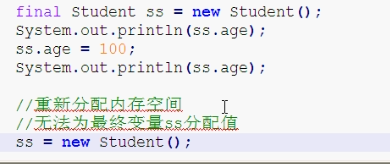 final Student ss = new Student();
System.out.println(ss.age);
ss.age = 100;
System.out.println(ss.age);
//重新分配内存空间
//无法为最终变量ss分配值
ss = new Student();